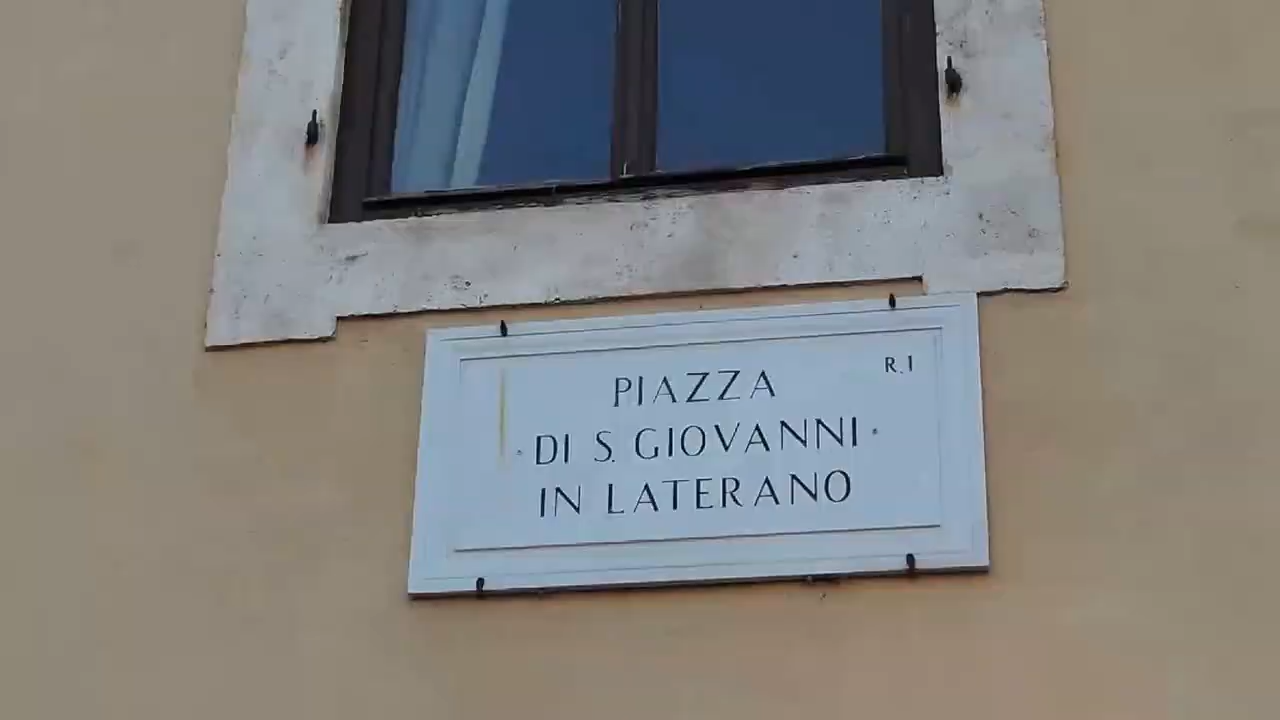 R.I
PIAZZA
· DI S. GIOVANNI ·
IN LATERANO